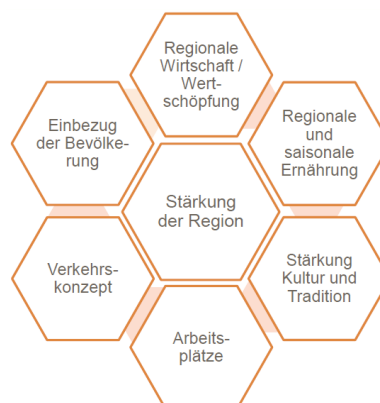 Regionale
Wirtschaft /
Wert-
schöpfung
Einbezug
der Bevölke-
rung
Regionale
und
saisonale
Ernährung
Stärkung
der Region
Verkehrs-
konzept
Stärkung
Kultur und
Tradition
Arbeits-
plätze